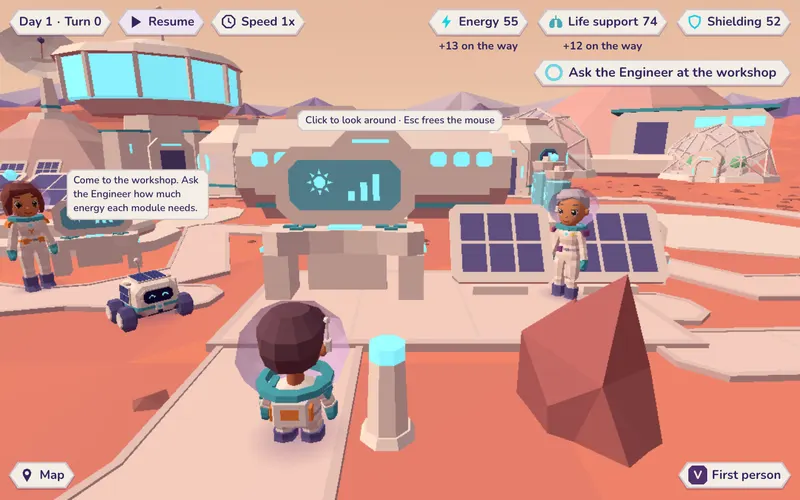 Day 1 · Turn 0
Resume
Speed 1x
Energy 55
Life support 74
Shielding 52
+13 on the way
+12 on the way
Ask the Engineer at the workshop
Click to look around · Esc frees the mouse
Come to the workshop. Ask
the Engineer how much
energy each module needs.
Map
V First person